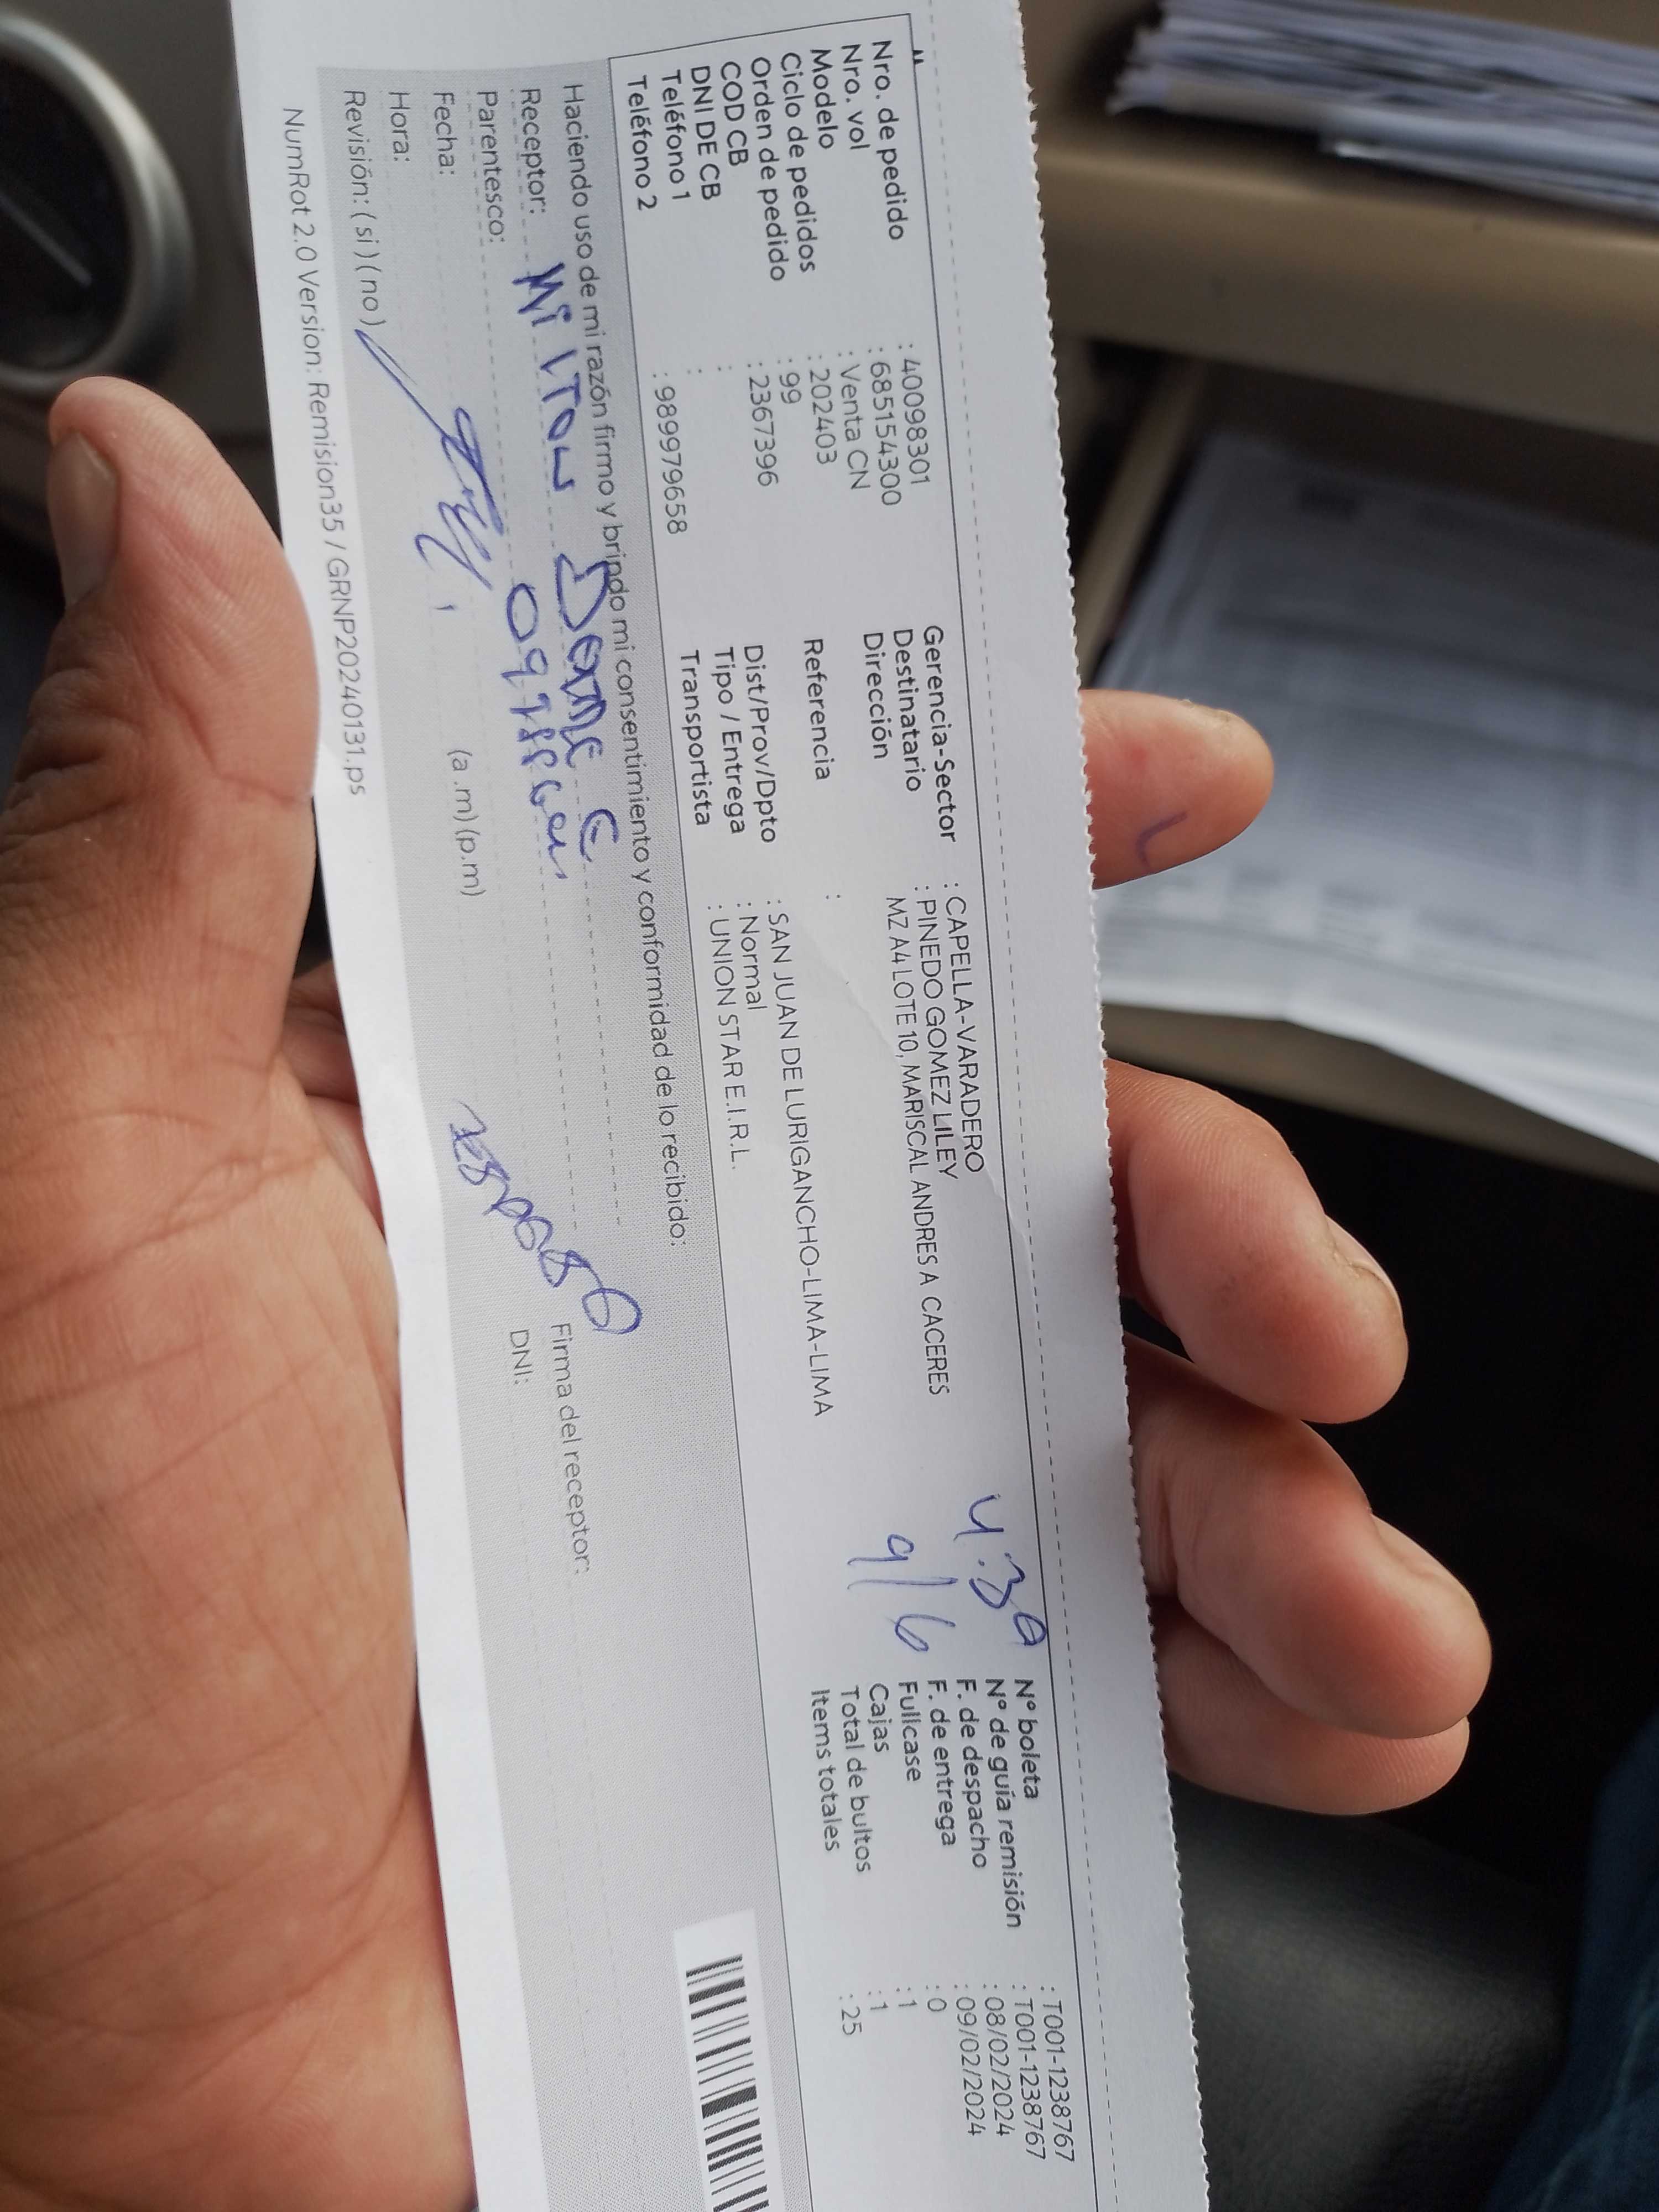 Nro. de pedido : 40098301
Nro. vol : 685154300
Modelo : Venta CN
Ciclo de pedidos : 202403
Orden de pedido : 99
COD CB : 2367396
DNI DE CB :
Teléfono 1 :
Teléfono 2 : 989979658
Gerencia-Sector : CAPELLA-VARADERO
Destinatario : PINEDO GOMEZ LILEY
Dirección MZ A4 LOTE 10, MARISCAL ANDRES A CACERES
Referencia :
Dist/Prov/Dpto : SAN JUAN DE LURIGANCHO-LIMA-LIMA
Tipo / Entrega : Normal
Transportista : UNION STAR E.I.R.L.
4:30
9/6
N° boleta : T001-1238767
N° de guía remisión : T001-1238767
F. de despacho : 08/02/2024
F. de entrega : 09/02/2024
Fullcase : 0
Cajas : 1
Total de bultos : 1
Items totales : 25
Haciendo uso de mi razón firmo y brindo mi consentimiento y conformidad de lo recibido:
Receptor:
Parentesco:
Fecha:
Hora: (a .m) (p.m)
Revisión: ( si ) ( no )
Firma del receptor:
DNI:
NumRot 2.0 Version: Remision35 / GRNP20240131.ps